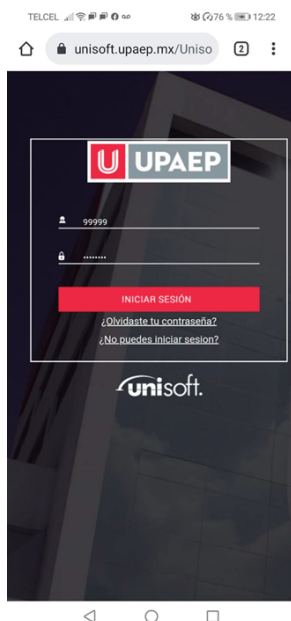 TELCEL 76 % 12:22
unisoft.upaep.mx/Uniso 2
U UPAEP
99999
........
INICIAR SESIÓN
¿Olvidaste tu contraseña?
¿No puedes iniciar sesion?
unisoft.